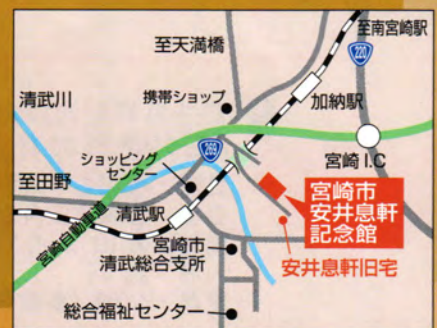 至南宮崎駅
220
至天満橋
清武川
携帯ショップ
加納駅
269
宮崎I.C
ショッピング
センター
至田野
宮崎市
安井息軒
記念館
清武駅
宮崎自動車道
宮崎市
清武総合支所
安井息軒旧宅
総合福祉センター